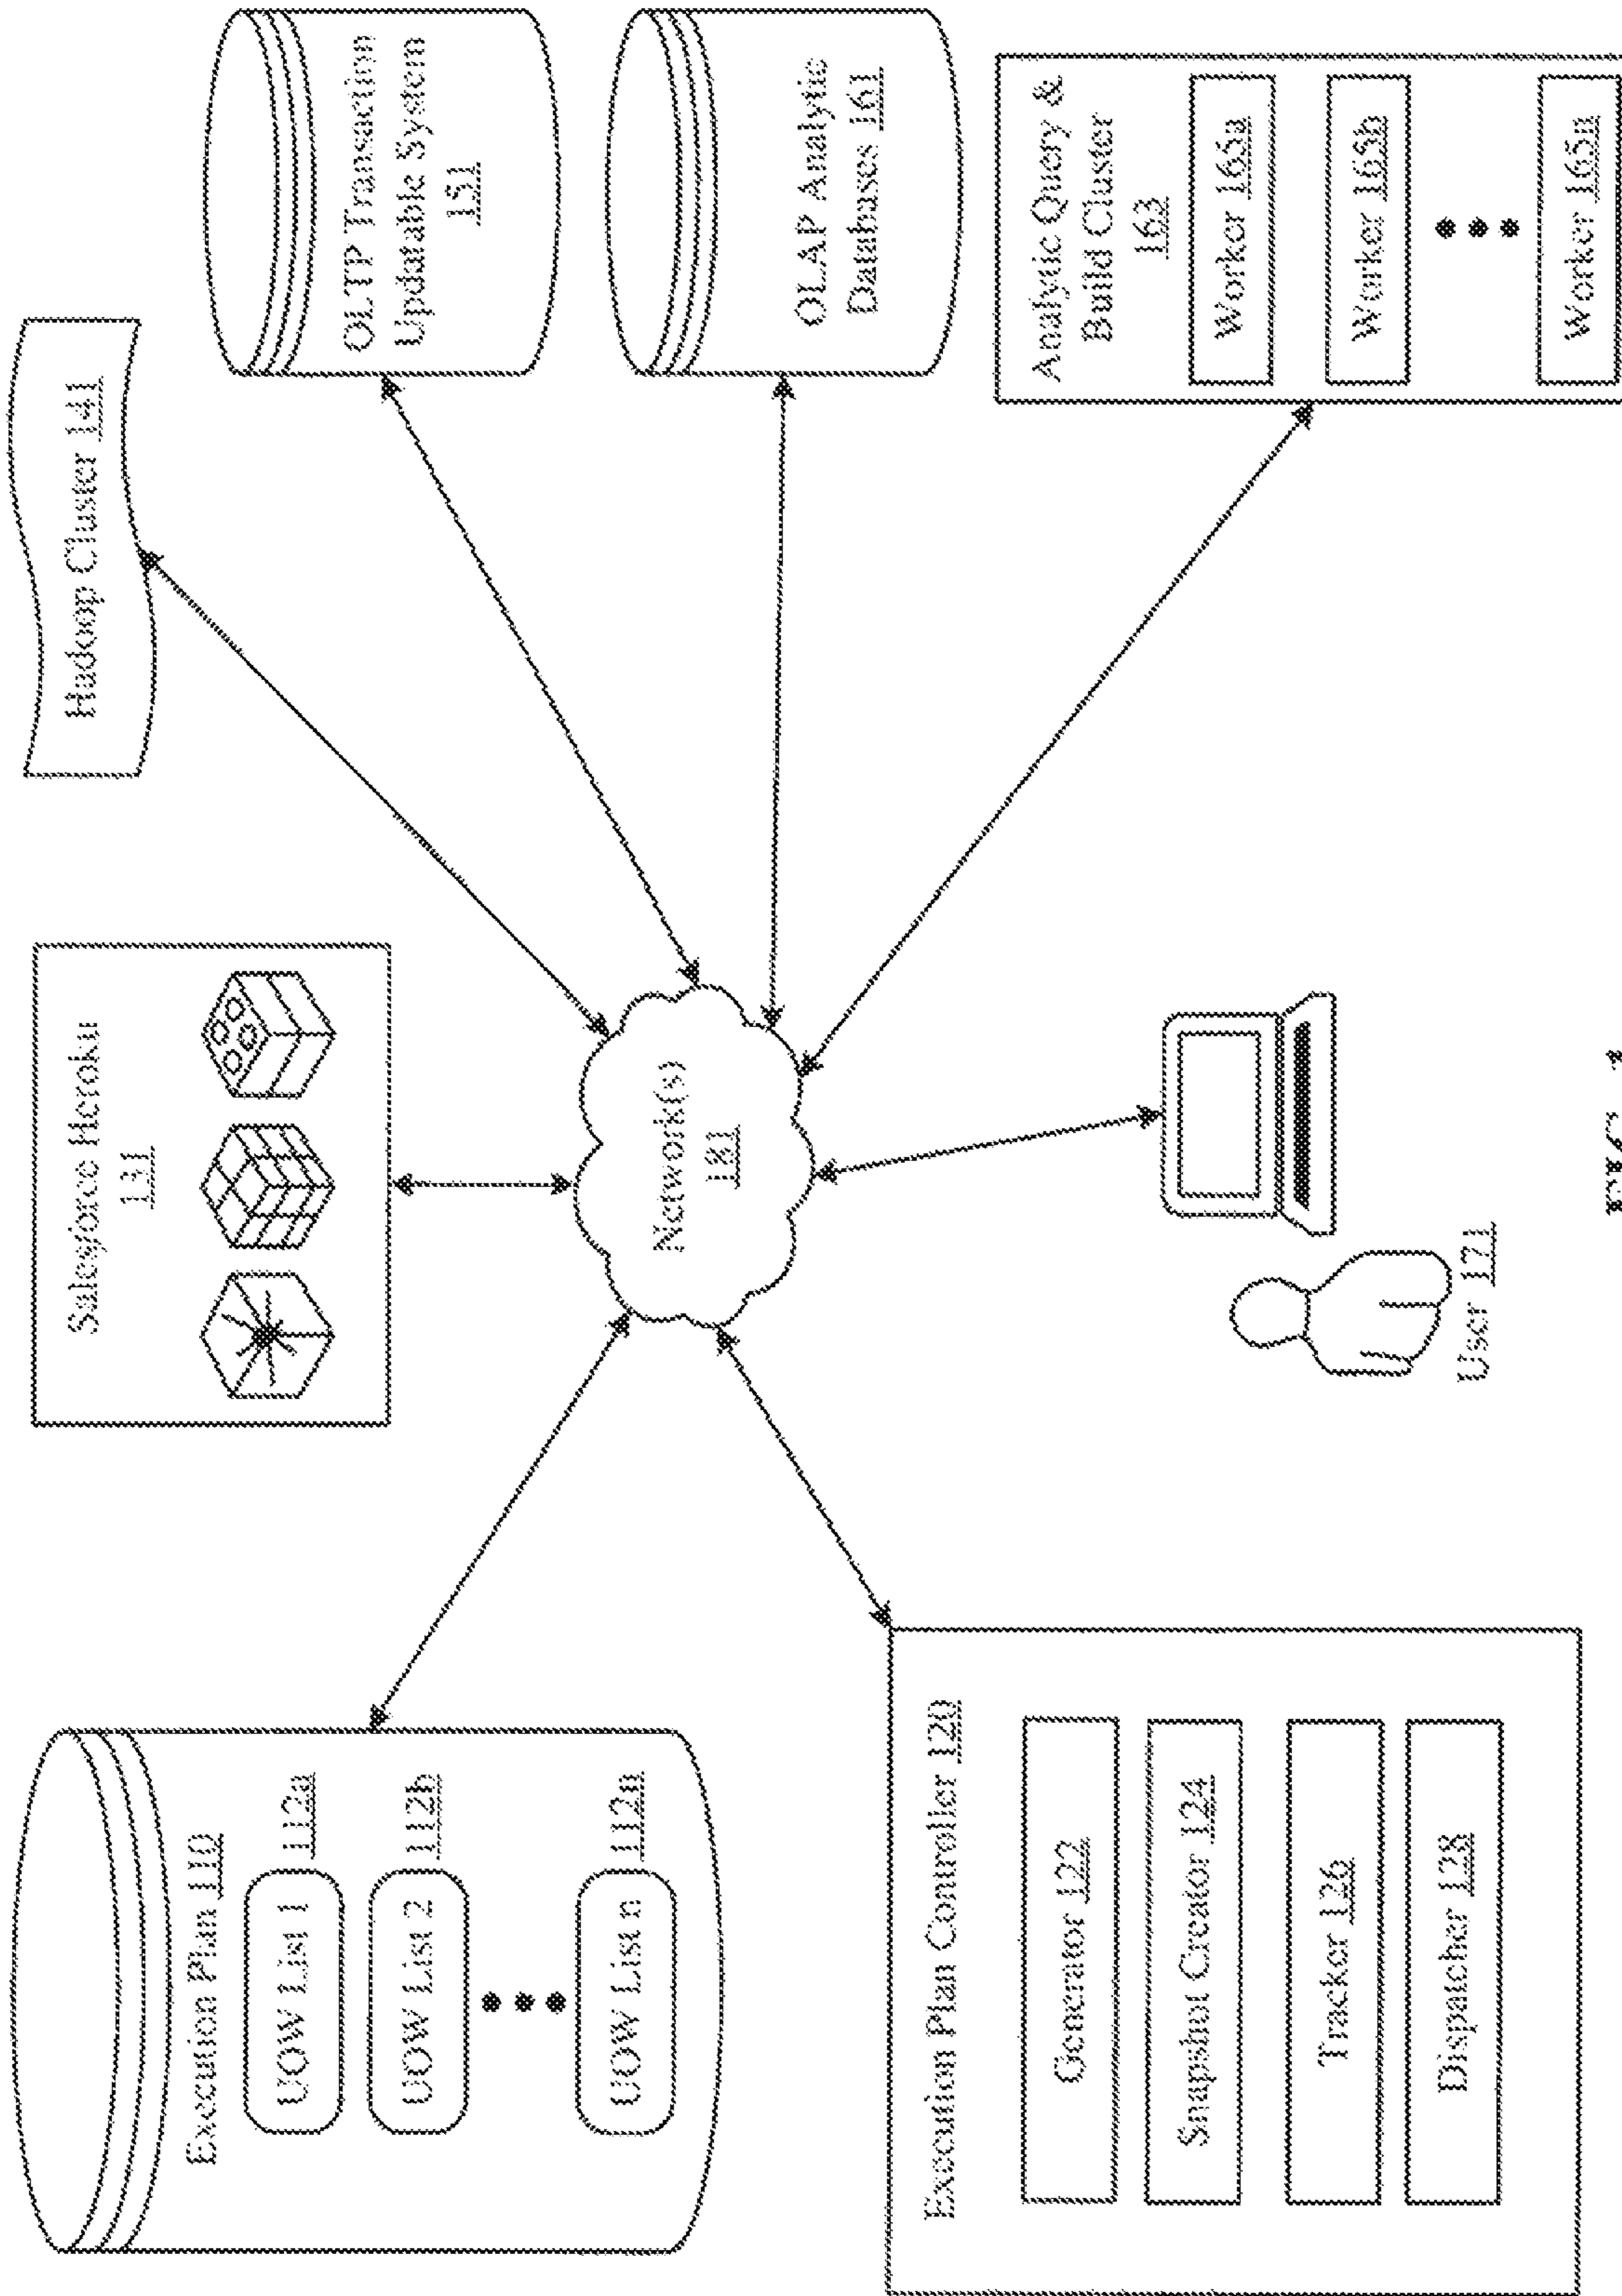 Execution Plan 110
UOW List 1 112a
UOW List 2 112b
UOW List n 112n
Execution Plan Controller 120
Generator 122
Snapshot Creator 124
Tracker 126
Dispatcher 128
Salesforce Heroku
131
Network(s)
181
User 171
Hadoop Cluster 141
OLTP Transaction
Updatable System
151
OLAP Analytic
Databases 161
Analytic Query &
Build Cluster
163
Worker 165a
Worker 165b
Worker 165n